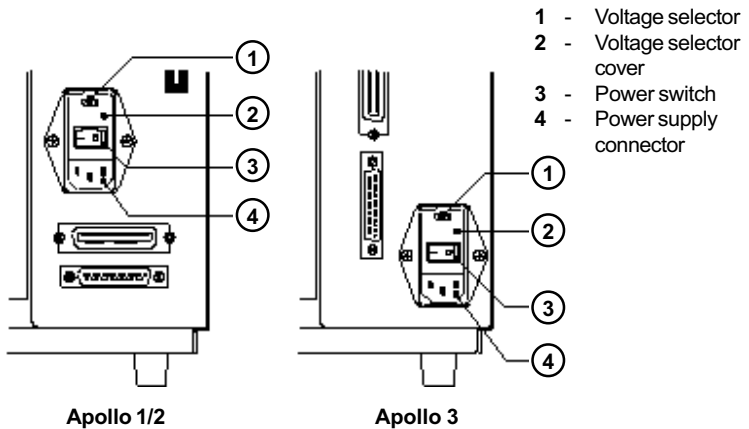 1 - Voltage selector
2 - Voltage selector
cover
3 - Power switch
4 - Power supply
connector
1
2
3
4
1
2
3
4
Apollo 1/2
Apollo 3